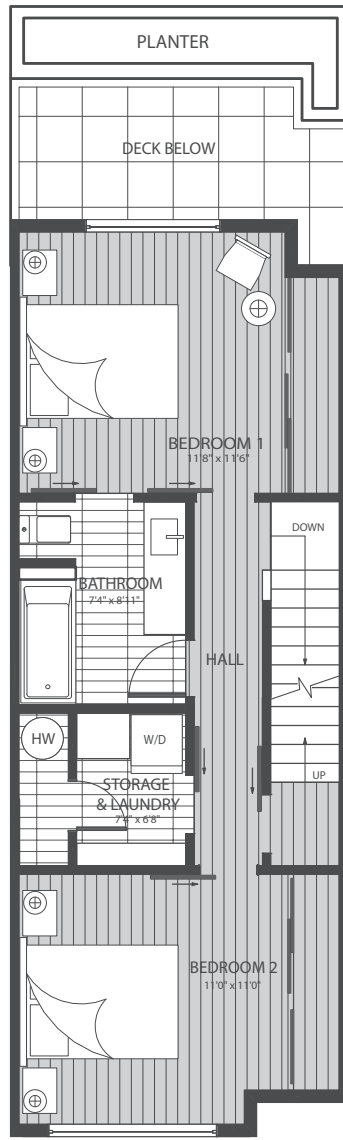 PLANTER
DECK BELOW
BEDROOM 1
11'8" x 11'6"
DOWN
BATHROOM
7'4" x 8'11"
HALL
HW
W/D
STORAGE
& LAUNDRY
7'4" x 6'8"
UP
BEDROOM 2
11'0" x 11'0"